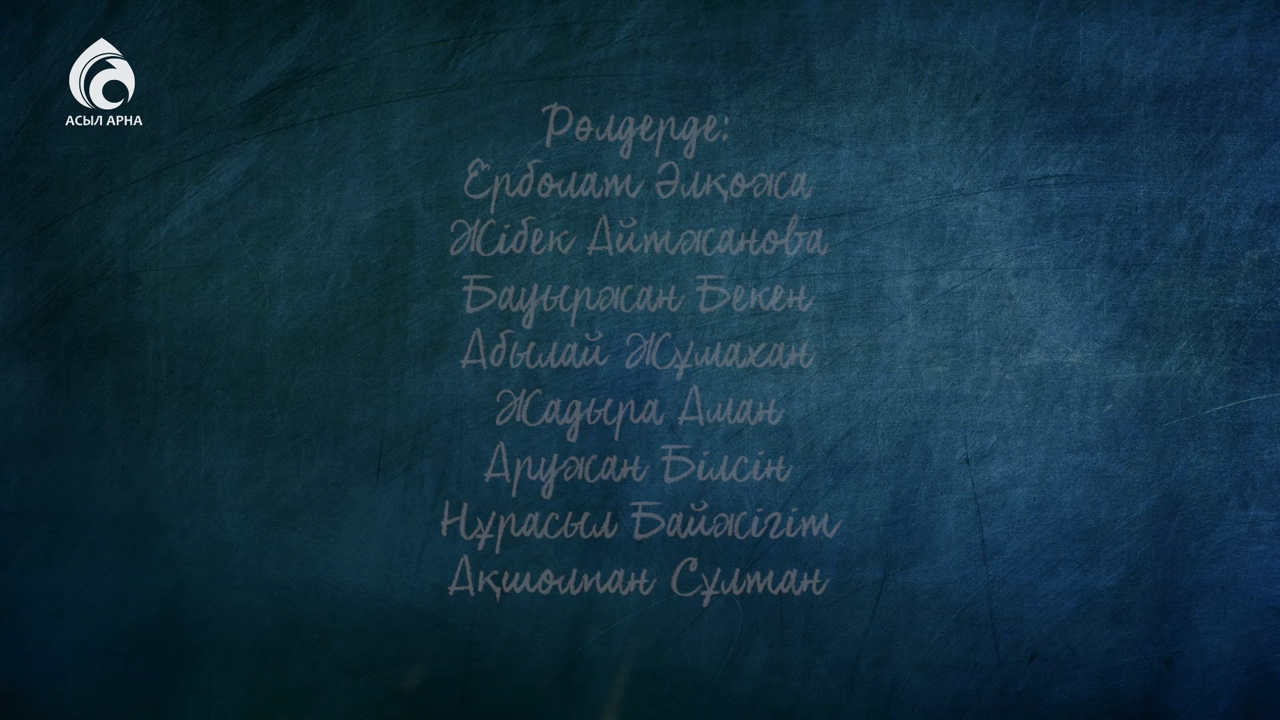 АСЫЛ АРНА
Рөлдерде:
Ерболат Әлқожа
Жібек Айтжанова
Бауыржан Бекен
Абылай Жұмахан
Жадыра Аман
Аружан Білсін
Нұрасыл Байжігіт
Ақшолпан Сұлтан